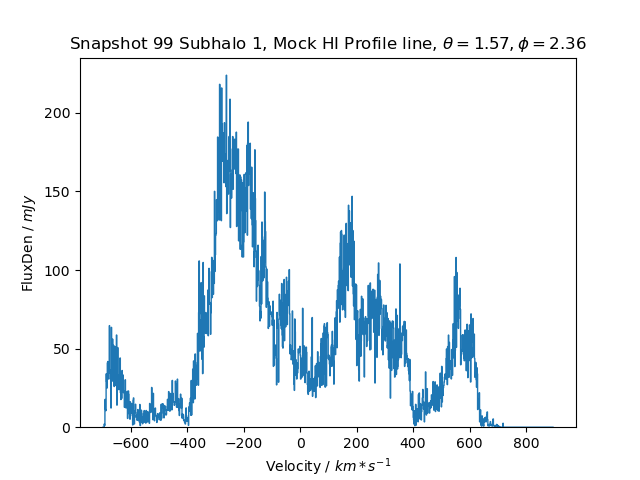 Snapshot 99 Subhalo 1, Mock HI Profile line, θ = 1.57, ϕ = 2.36
FluxDen / mJy
200
150
100
50
0
−600 −400 −200 0 200 400 600 800
Velocity / km * s⁻¹